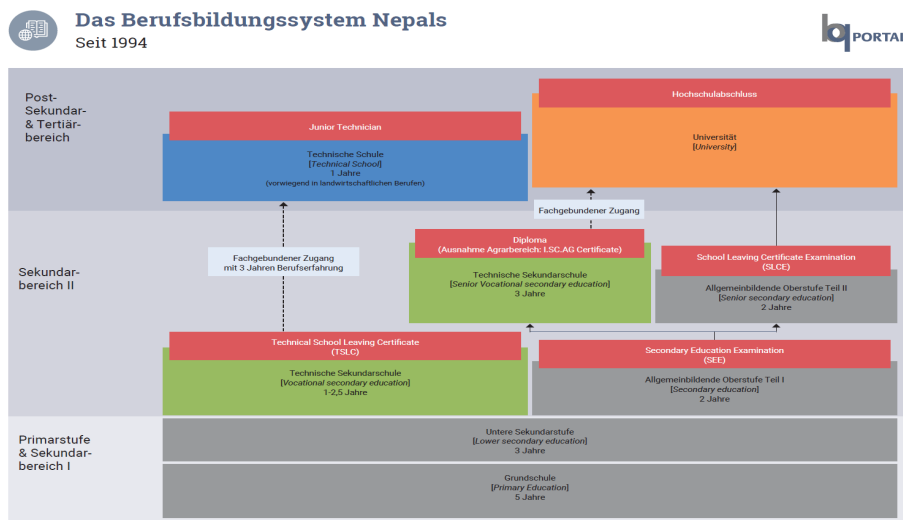 Das Berufsbildungssystem Nepals
Seit 1994
bq PORTAL
Post-
Sekundar-
& Tertiär-
bereich
Junior Technician
Technische Schule
[Technical School]
1 Jahre
(vorwiegend in landwirtschaftlichen Berufen)
Hochschulabschluss
Universität
[University]
Fachgebundener Zugang
Sekundar-
bereich II
Fachgebundener Zugang
mit 3 Jahren Berufserfahrung
Diploma
(Ausnahme Agrarbereich: I.SC.AG Certificate)
Technische Sekundarschule
[Senior Vocational secondary education]
3 Jahre
School Leaving Certificate Examination
(SLCE)
Allgemeinbildende Oberstufe Teil II
[Senior secondary education]
2 Jahre
Technical School Leaving Certificate
(TSLC)
Technische Sekundarschule
[Vocational secondary education]
1-2,5 Jahre
Secondary Education Examination
(SEE)
Allgemeinbildende Oberstufe Teil I
[Secondary education]
2 Jahre
Primarstufe
& Sekundar-
bereich I
Untere Sekundarstufe
[Lower secondary education]
3 Jahre
Grundschule
[Primary Education]
5 Jahre